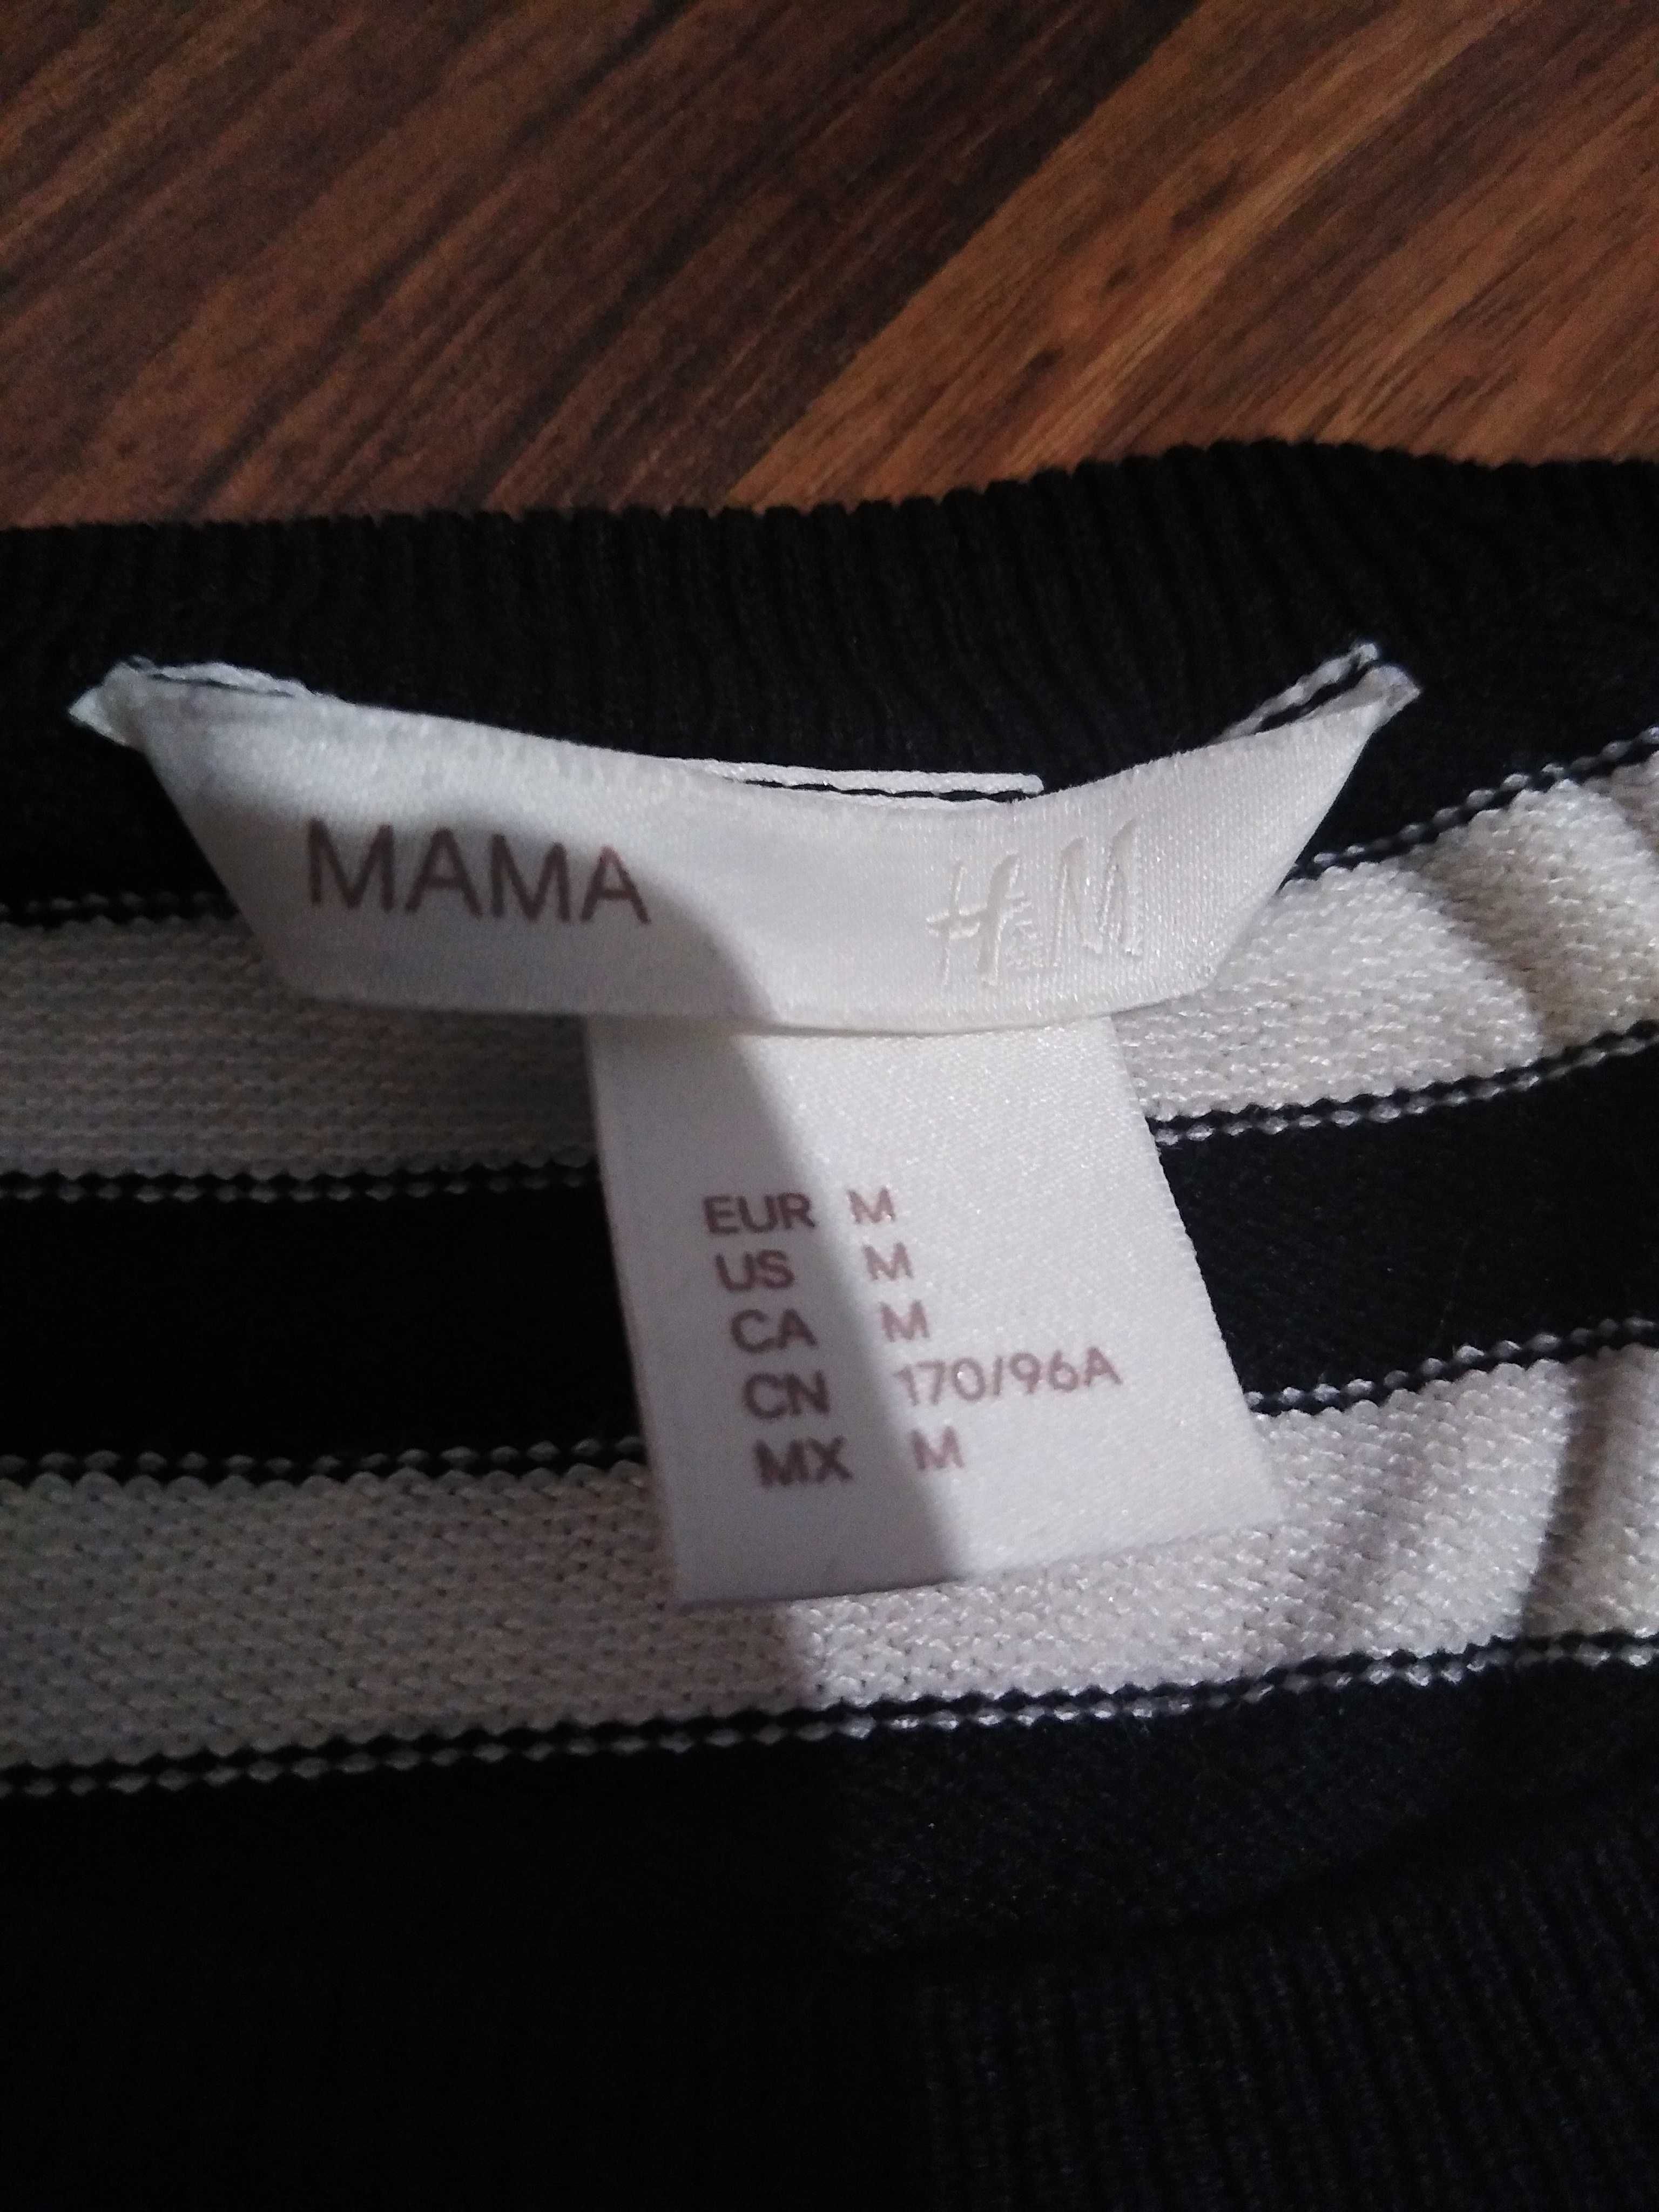 MAMA H&M
EUR M
US M
CA M
CN 170/96A
MX M